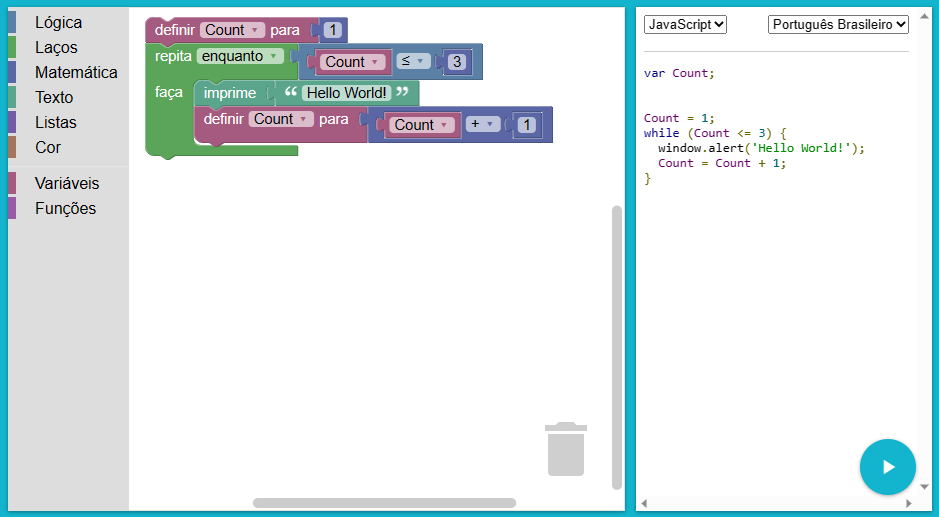 Lógica
Laços
Matemática
Texto
Listas
Cor
Variáveis
Funções
definir Count para 1
repita enquanto Count ≤ 3
faça imprime “ Hello World! ”
definir Count para Count + 1
JavaScript Português Brasileiro
var Count;
Count = 1;
while (Count <= 3) {
  window.alert('Hello World!');
  Count = Count + 1;
}